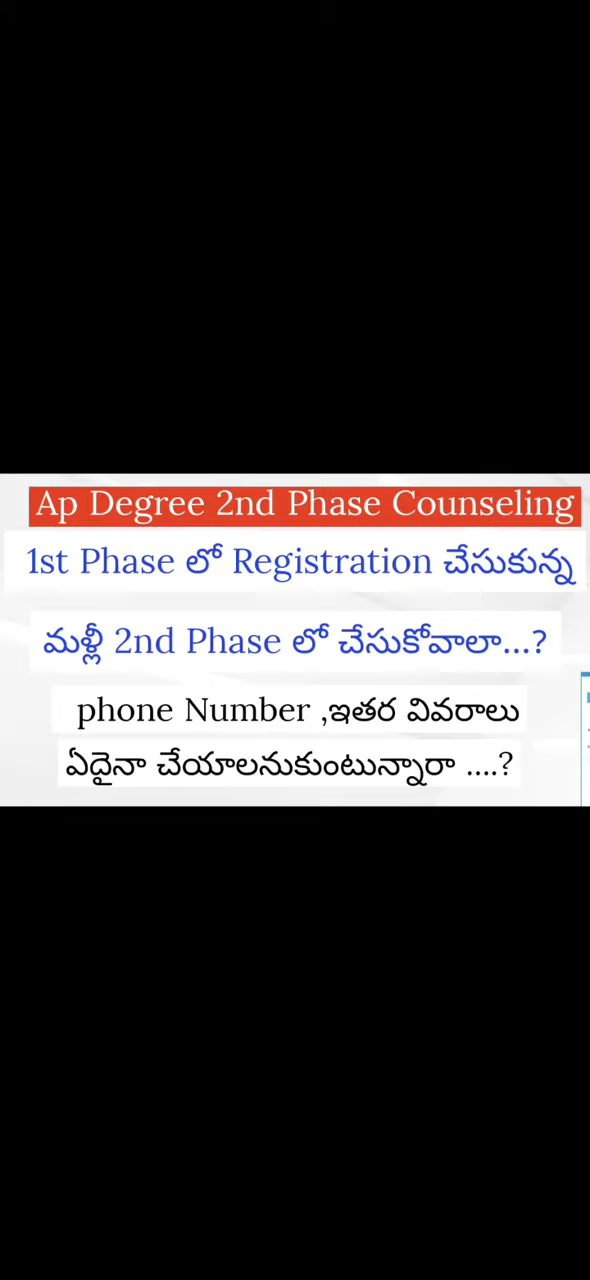 Ap Degree 2nd Phase Counseling
1st Phase లో Registration చేసుకున్న
మళ్లీ 2nd Phase లో చేసుకోవాలా...?
phone Number ,ఇతర వివరాలు
ఏదైనా చేయాలనుకుంటున్నారా ....?